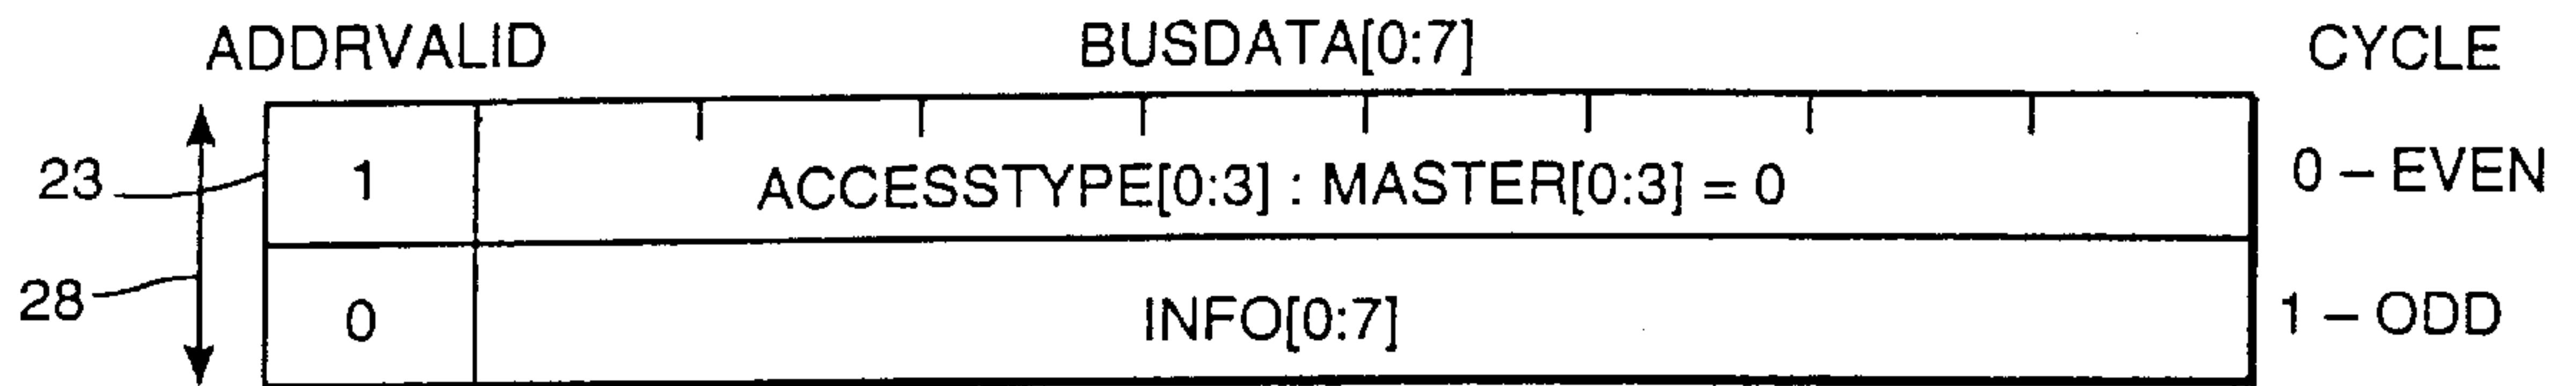 ADDRVALID BUSDATA[0:7] CYCLE
23 1 ACCESSTYPE[0:3] : MASTER[0:3] = 0 0 – EVEN
28 0 INFO[0:7] 1 – ODD